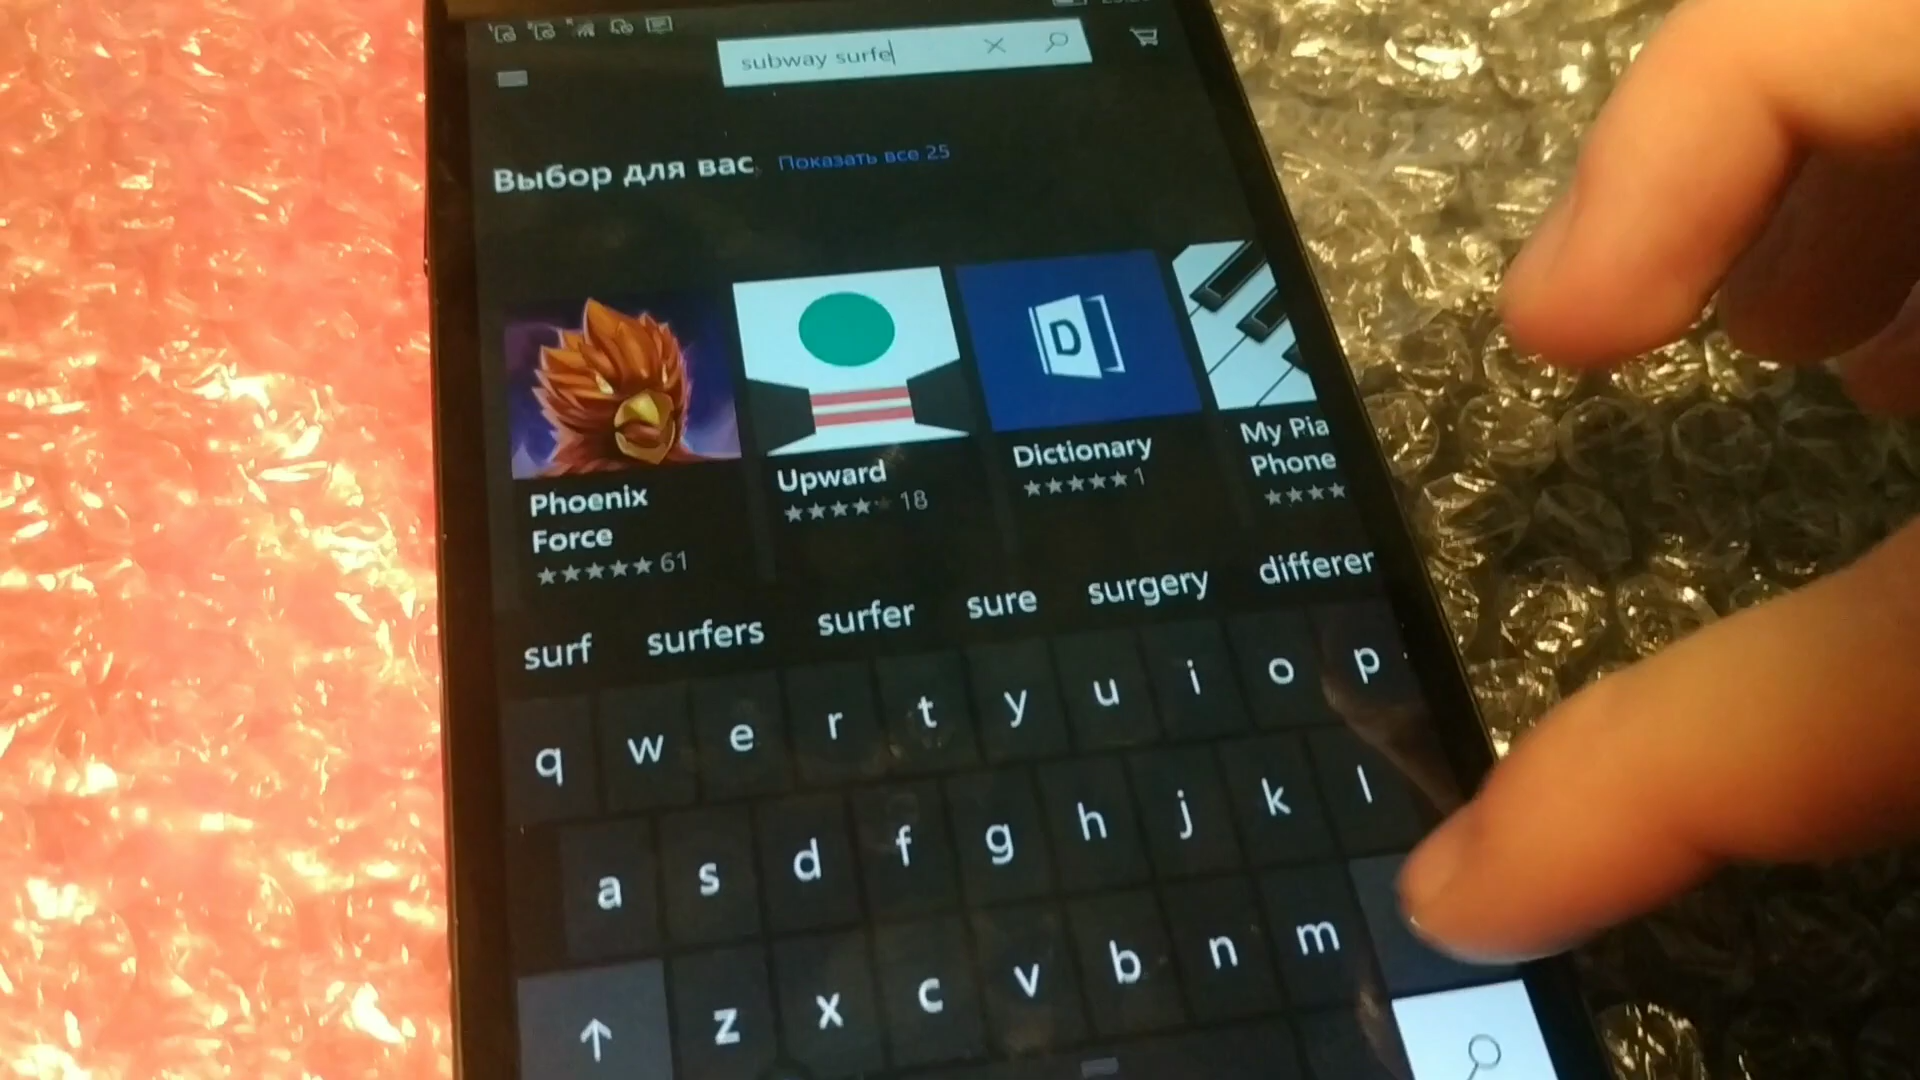 subway surfe
Выбор для вас Показать все 25
D
Phoenix
Force
61
Upward
18
Dictionary
1
My Pia
Phone
surf surfers surfer sure surgery differer
q w e r t y u i o p
a s d f g h j k l
z x c v b n m